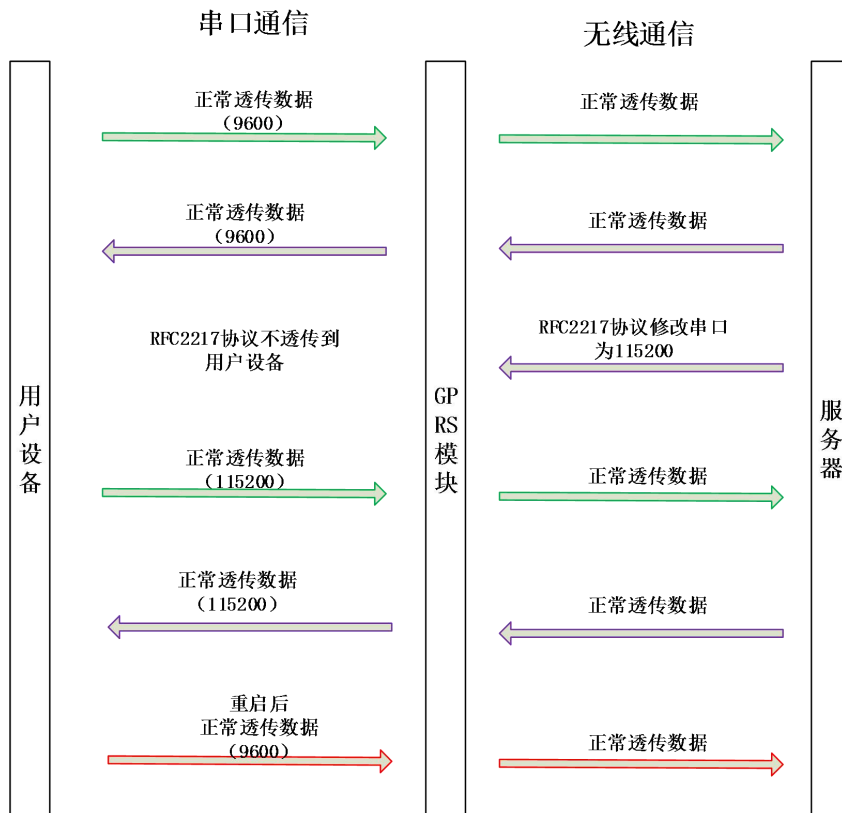 串口通信
无线通信
正常透传数据
（9600）
正常透传数据
正常透传数据
（9600）
正常透传数据
RFC2217协议不透传到
用户设备
RFC2217协议修改串口
为115200
用
户
设
备
GP
RS
模
块
服
务
器
正常透传数据
（115200）
正常透传数据
正常透传数据
（115200）
正常透传数据
重启后
正常透传数据
（9600）
正常透传数据